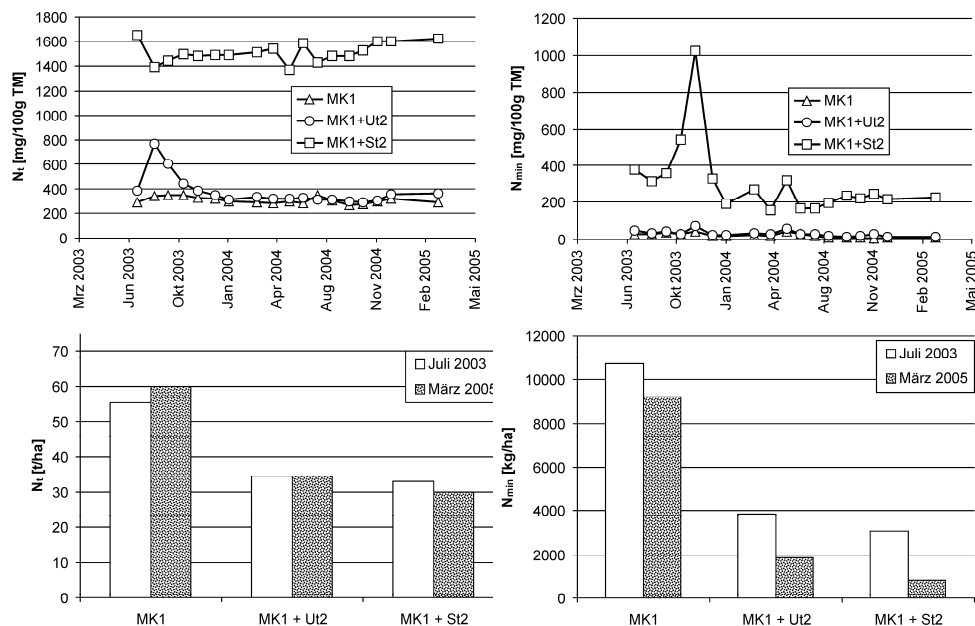 1800
1600
1400
1200
1000
800
600
400
200
0
Nt [mg/100g TM]
MK1
MK1+Ut2
MK1+St2
Mrz 2003
Jun 2003
Okt 2003
Jan 2004
Apr 2004
Aug 2004
Nov 2004
Feb 2005
Mai 2005
1200
1000
800
600
400
200
0
Nmin [mg/100g TM]
MK1
MK1+Ut2
MK1+St2
Mrz 2003
Jun 2003
Okt 2003
Jan 2004
Apr 2004
Aug 2004
Nov 2004
Feb 2005
Mai 2005
70
60
50
40
30
20
10
0
Nt [t/ha]
Juli 2003
März 2005
MK1
MK1 + Ut2
MK1 + St2
12000
10000
8000
6000
4000
2000
0
Nmin [kg/ha]
Juli 2003
März 2005
MK1
MK1 + Ut2
MK1 + St2